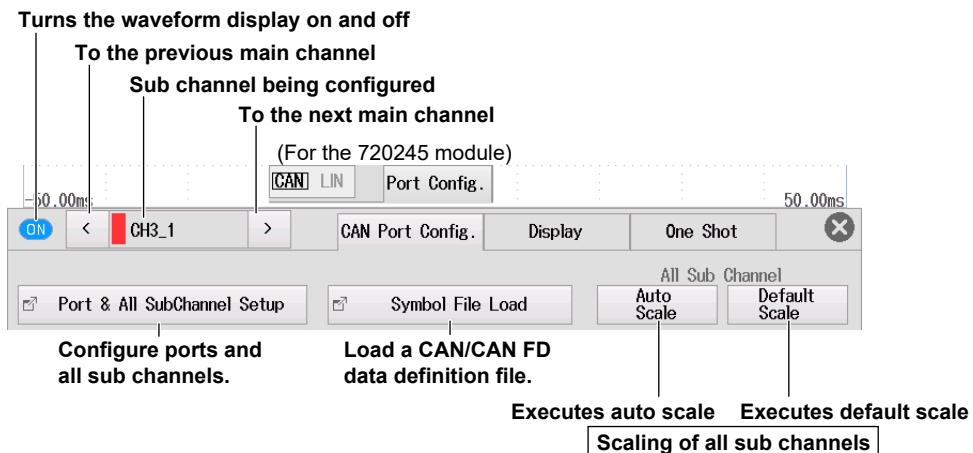 Turns the waveform display on and off
To the previous main channel
Sub channel being configured
To the next main channel
(For the 720245 module)
CAN LIN Port Config.
-50.00ms 50.00ms
ON < CH3_1 > CAN Port Config. Display One Shot
All Sub Channel
Port & All SubChannel Setup Symbol File Load Auto Scale Default Scale
Configure ports and all sub channels.
Load a CAN/CAN FD data definition file.
Executes auto scale Executes default scale
Scaling of all sub channels